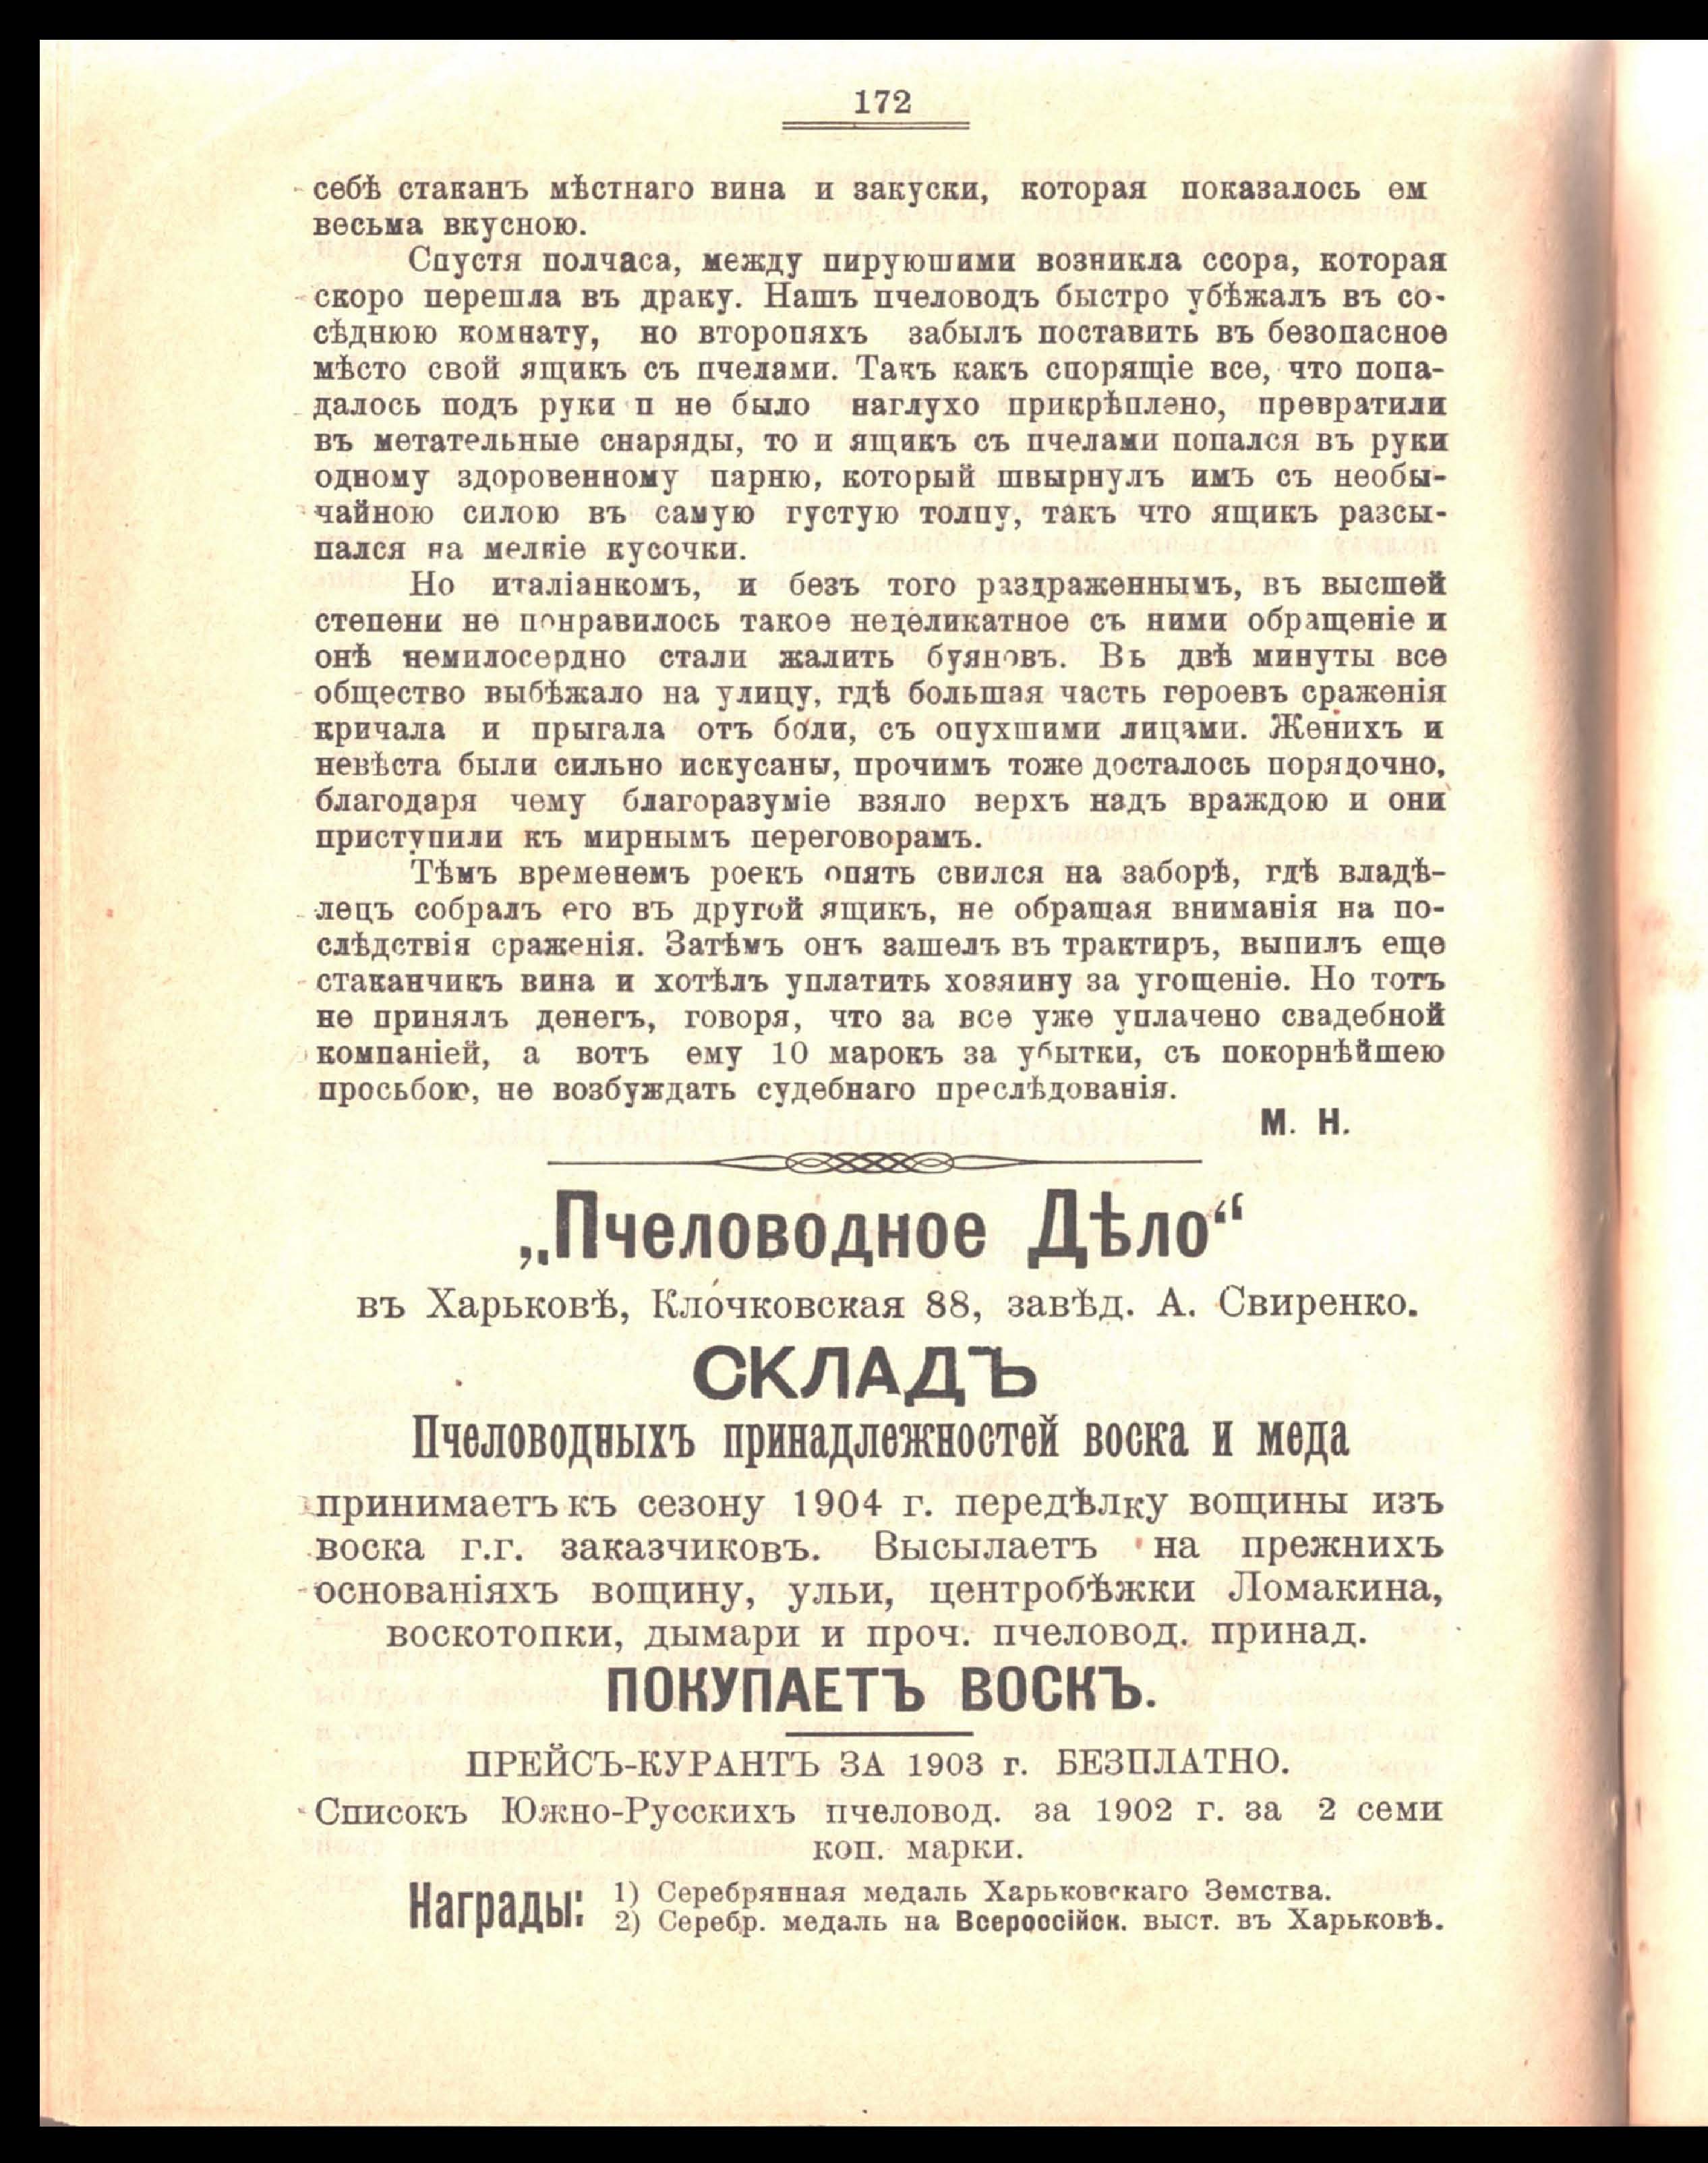 172
себѣ стаканъ мѣстнаго вина и закуски, которая показалось ем
весьма вкусною.
Спустя полчаса, между пируюшими возникла ссора, которая
скоро перешла въ драку. Нашъ пчеловодъ быстро убѣжалъ въ со-
сѣднюю комнату, но второпяхъ забылъ поставить въ безопасное
мѣсто свой ящикъ съ пчелами. Такъ какъ спорящіе все, что попа-
далось подъ руки п не было наглухо прикрѣплено, превратили
въ метательные снаряды, то и ящикъ съ пчелами попался въ руки
одному здоровенному парню, который швырнулъ имъ съ необы-
чайною силою въ самую густую толпу, такъ что ящикъ разсы-
пался на мелкіе кусочки.
Но италіанкомъ, и безъ того раздраженнымъ, въ высшей
степени не понравилось такое неделикатное съ ними обращеніе и
онѣ немилосердно стали жалить буяновъ. Въ двѣ минуты все
общество выбѣжало на улицу, гдѣ большая часть героевъ сраженія
кричала и прыгала отъ боли, съ опухшими лицами. Женихъ и
невѣста были сильно искусаны, прочимъ тоже досталось порядочно,
благодаря чему благоразуміе взяло верхъ надъ враждою и они
приступили къ мирнымъ переговорамъ.
Тѣмъ временемъ роекъ опять свился на заборѣ, гдѣ владѣ-
лецъ собралъ его въ другой ящикъ, не обращая вниманія на по-
слѣдствія сраженія. Затѣмъ онъ зашелъ въ трактиръ, выпилъ еще
стаканчикъ вина и хотѣлъ уплатить хозяину за угощеніе. Но тотъ
не принялъ денегъ, говоря, что за все уже уплачено свадебной
компаніей, а вотъ ему 10 марокъ за убытки, съ покорнѣйшею
просьбою, не возбуждать судебнаго преслѣдованія.
М. Н.
„Пчеловодное Дѣло“
въ Харьковѣ, Клочковская 88, завѣд. А. Свиренко.
СКЛАДЪ
Пчеловодныхъ принадлежностей воска и меда
принимаетъ къ сезону 1904 г. передѣлку вощины изъ
воска г.г. заказчиковъ. Высылаетъ на прежнихъ
основаніяхъ вощину, ульи, центробѣжки Ломакина,
воскотопки, дымари и проч. пчеловод. принад.
ПОКУПАЕТЪ ВОСКЪ.
ПРЕЙСЪ-КУРАНТЪ ЗА 1903 г. БЕЗПЛАТНО.
Списокъ Южно-Русскихъ пчеловод. за 1902 г. за 2 семи
коп. марки.
Награды: 1) Серебрянная медаль Харьковскаго Земства.
2) Серебр. медаль на Всероссійск. выст. въ Харьковѣ.